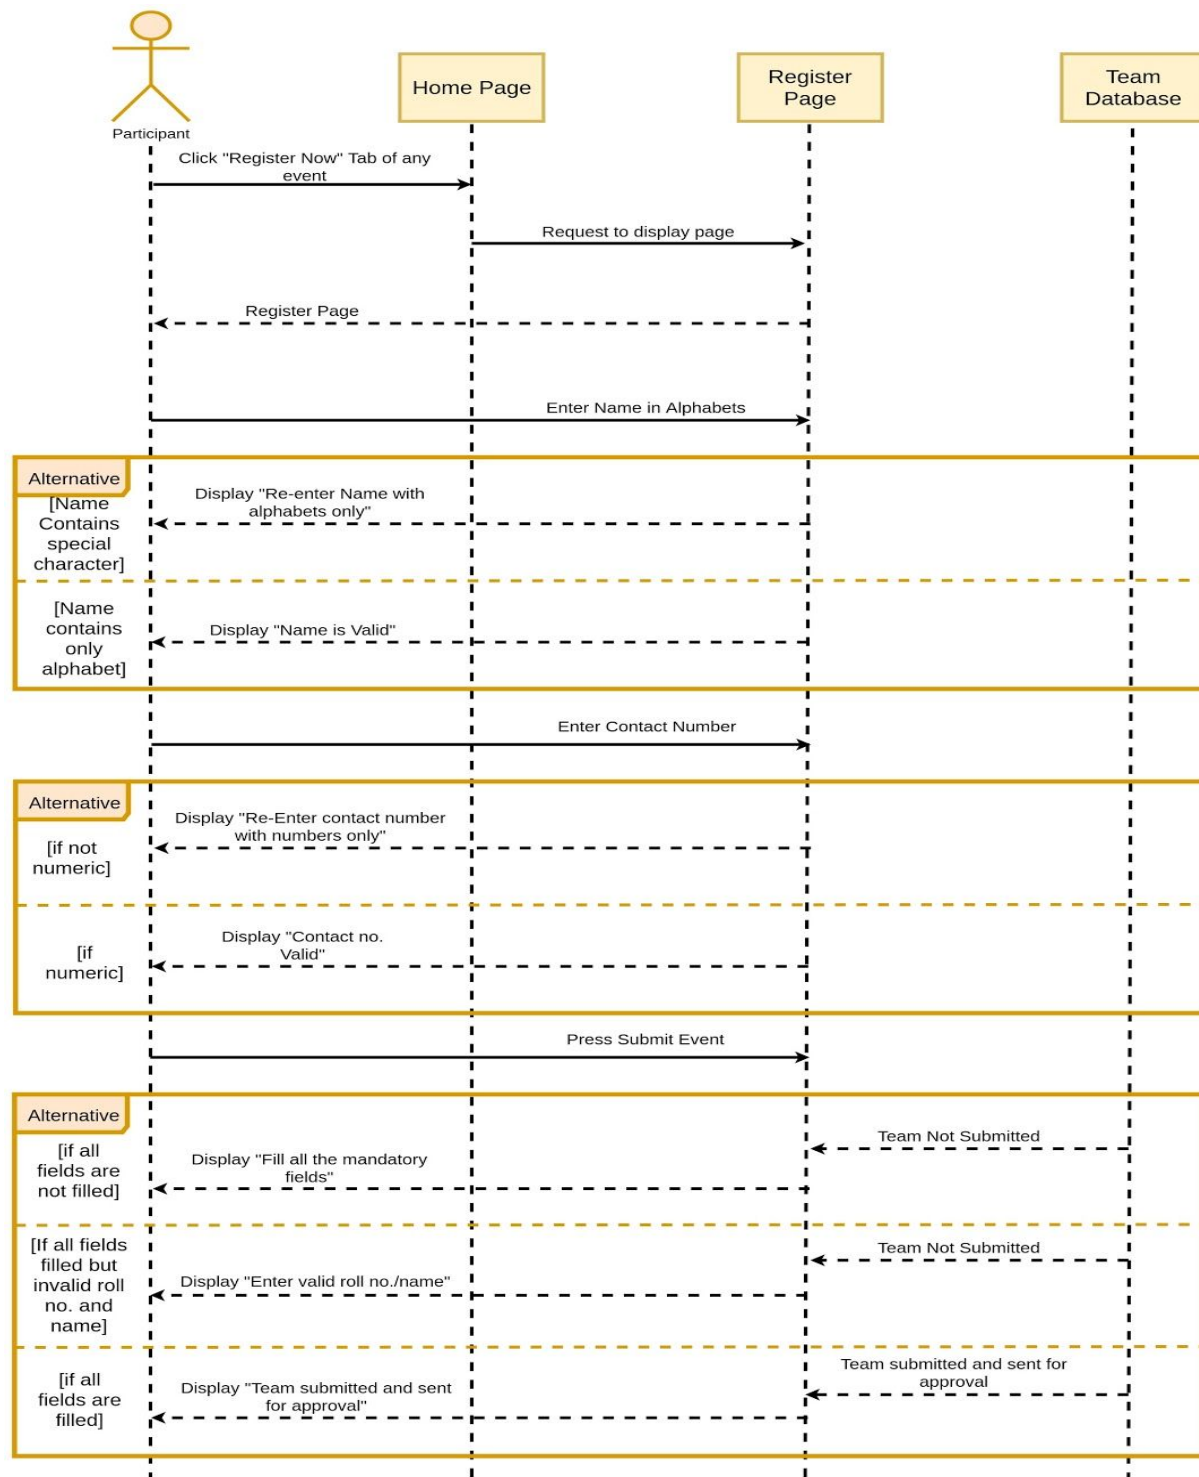 Participant
Home Page
Register
Page
Team
Database
Click "Register Now" Tab of any
event
Request to display page
Register Page
Enter Name in Alphabets
Alternative
[Name
Contains
special
character]
Display "Re-enter Name with
alphabets only"
[Name
contains
only
alphabet]
Display "Name is Valid"
Enter Contact Number
Alternative
[if not
numeric]
Display "Re-Enter contact number
with numbers only"
[if
numeric]
Display "Contact no.
Valid"
Press Submit Event
Alternative
[if all
fields are
not filled]
Team Not Submitted
Display "Fill all the mandatory
fields"
[If all fields
filled but
invalid roll
no. and
name]
Team Not Submitted
Display "Enter valid roll no./name"
[if all
fields are
filled]
Team submitted and sent for
approval
Display "Team submitted and sent
for approval"